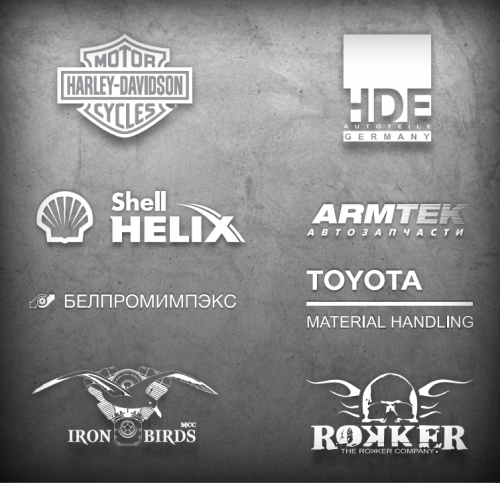 MOTOR
HARLEY-DAVIDSON
CYCLES
HDE
AUTOTEILE
GERMANY
Shell
HELIX
ARMTEK
АВТОЗАПЧАСТИ
БЕЛПРОМИМПЭКС
TOYOTA
MATERIAL HANDLING
MCC
IRON BIRDS
ROKKER
THE ROKKER COMPANY